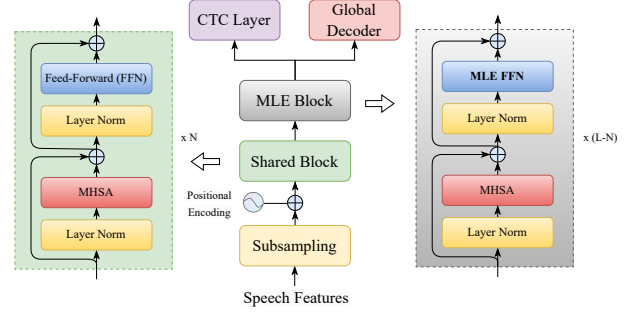 CTC Layer
Global
Decoder
Feed-Forward (FFN)
Layer Norm
MHSA
Layer Norm
x N
MLE Block
Shared Block
Positional
Encoding
Subsampling
Speech Features
MLE FFN
Layer Norm
MHSA
Layer Norm
x (L-N)